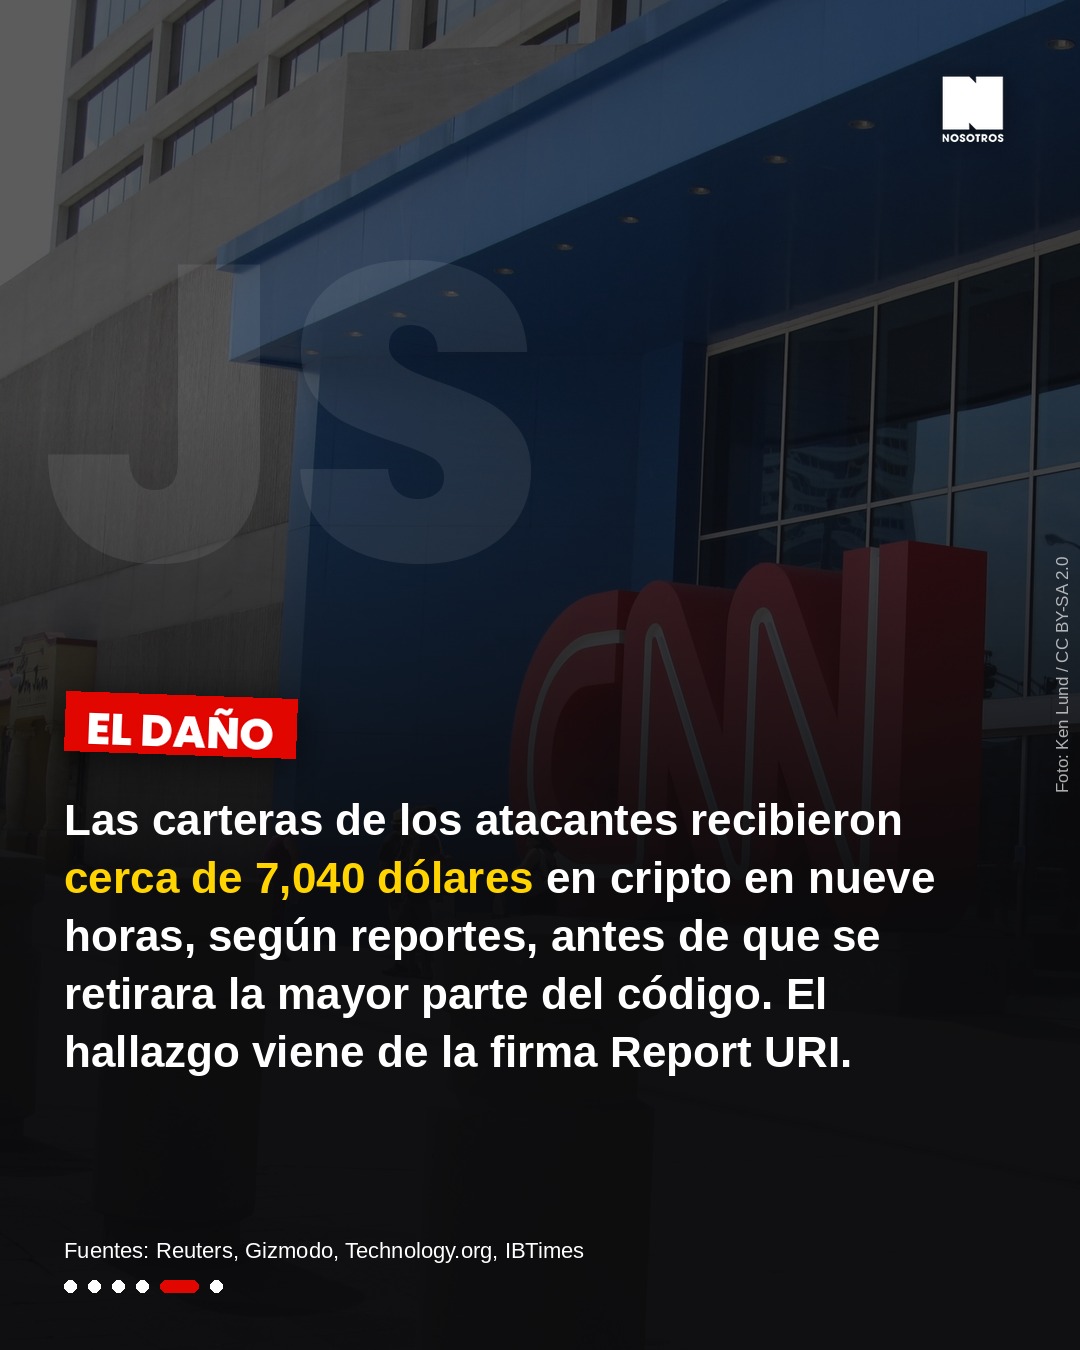 N
NOSOTROS
JS
CNN
Foto: Ken Lund / CC BY-SA 2.0
EL DAÑO
Las carteras de los atacantes recibieron
cerca de 7,040 dólares en cripto en nueve
horas, según reportes, antes de que se
retirara la mayor parte del código. El
hallazgo viene de la firma Report URI.
Fuentes: Reuters, Gizmodo, Technology.org, IBTimes